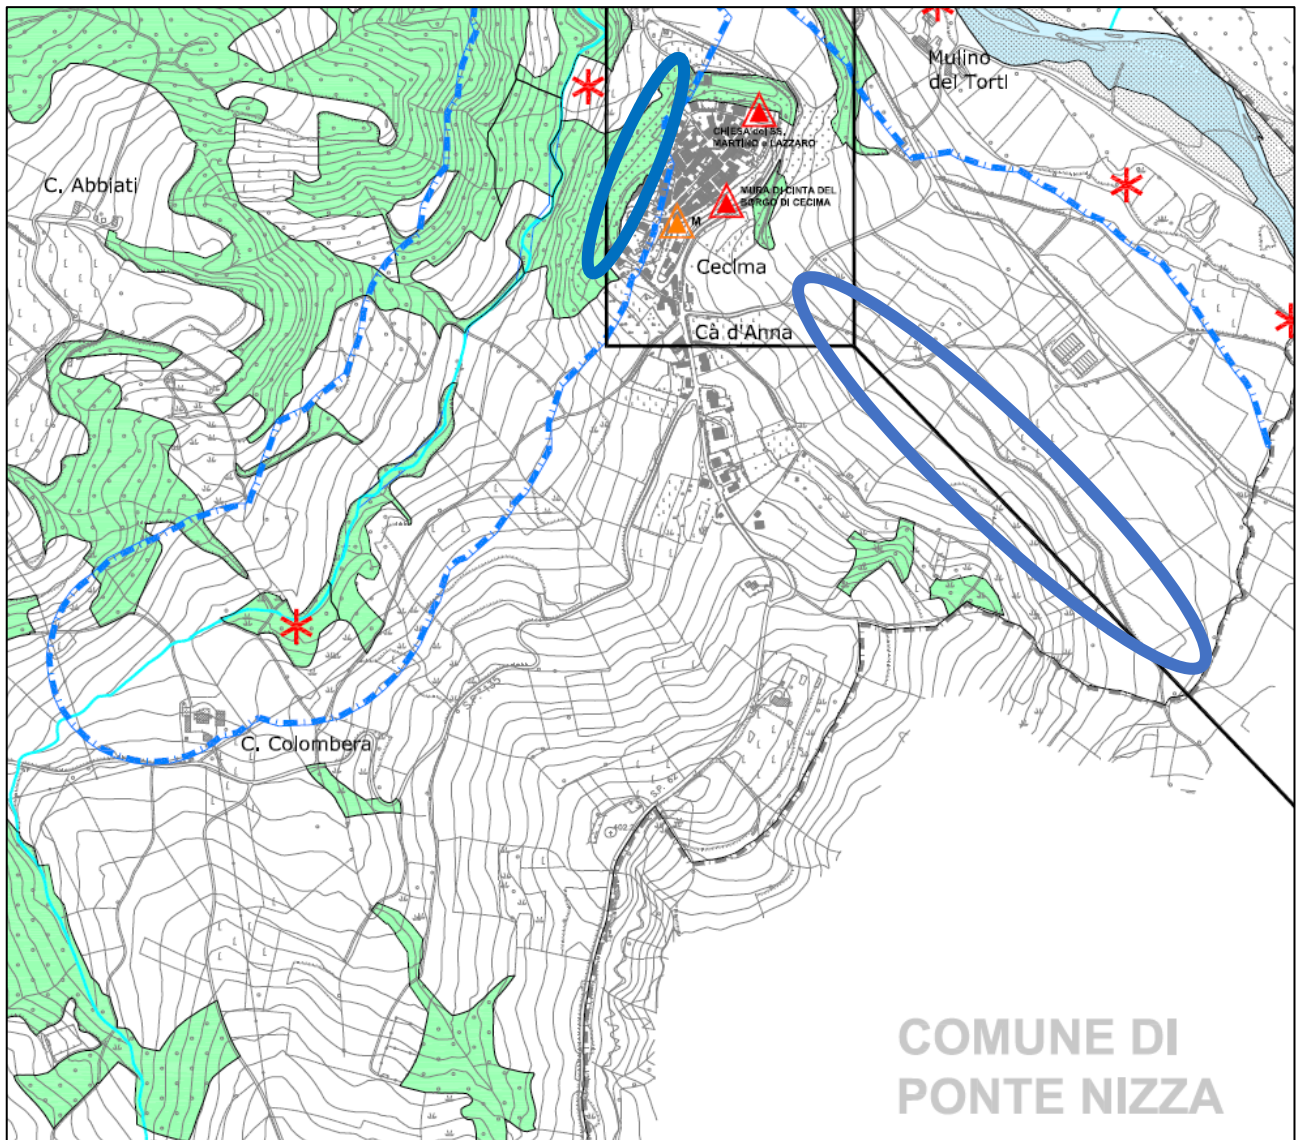 Mulino
del Torti
CHIESA dei SS.
MARTINO e LAZZARO
C. Abbiati
MURA DI CINTA DEL
BORGO DI CECIMA
M
Cecima
Cà d'Anna
S.P. 135
C. Colombera
S.P. 62
COMUNE DI
PONTE NIZZA